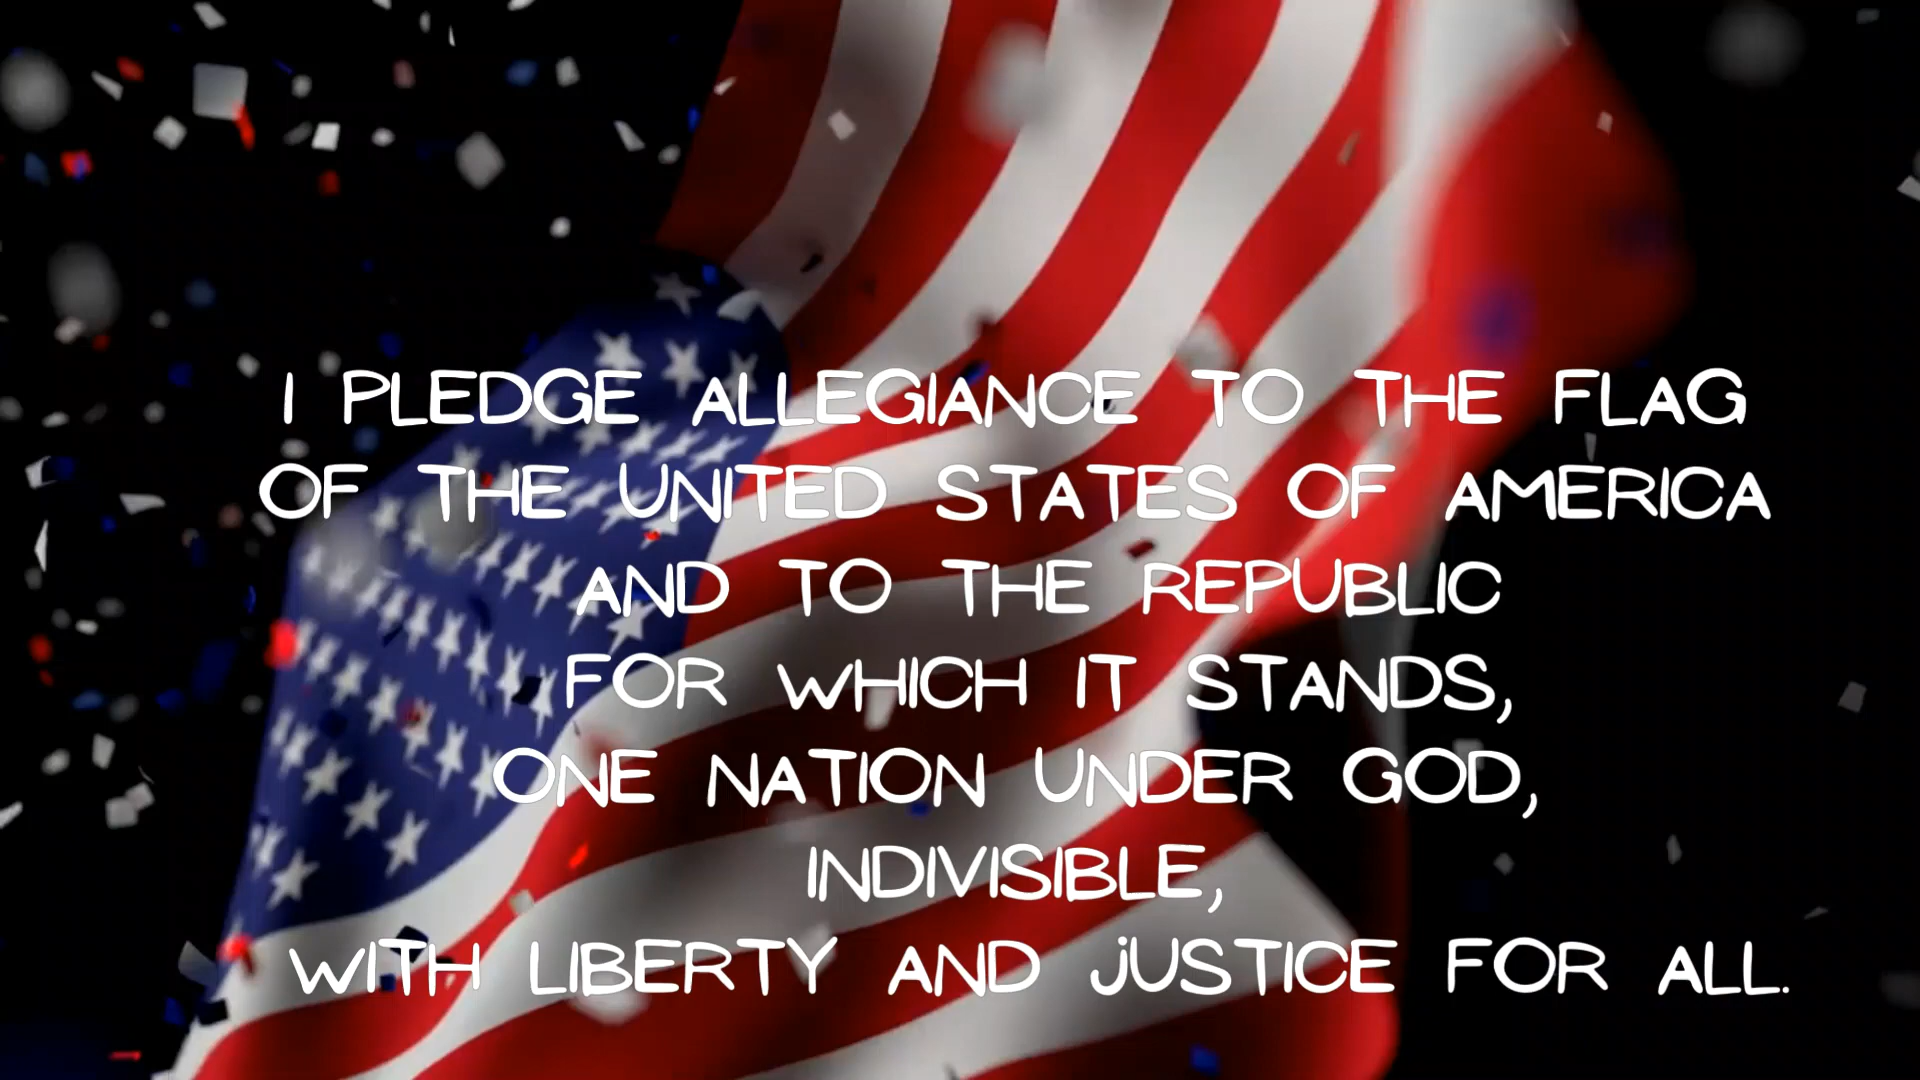 I PLEDGE ALLEGIANCE TO THE FLAG
OF THE UNITED STATES OF AMERICA
AND TO THE REPUBLIC
FOR WHICH IT STANDS,
ONE NATION UNDER GOD,
INDIVISIBLE,
WITH LIBERTY AND jUSTICE FOR ALL.